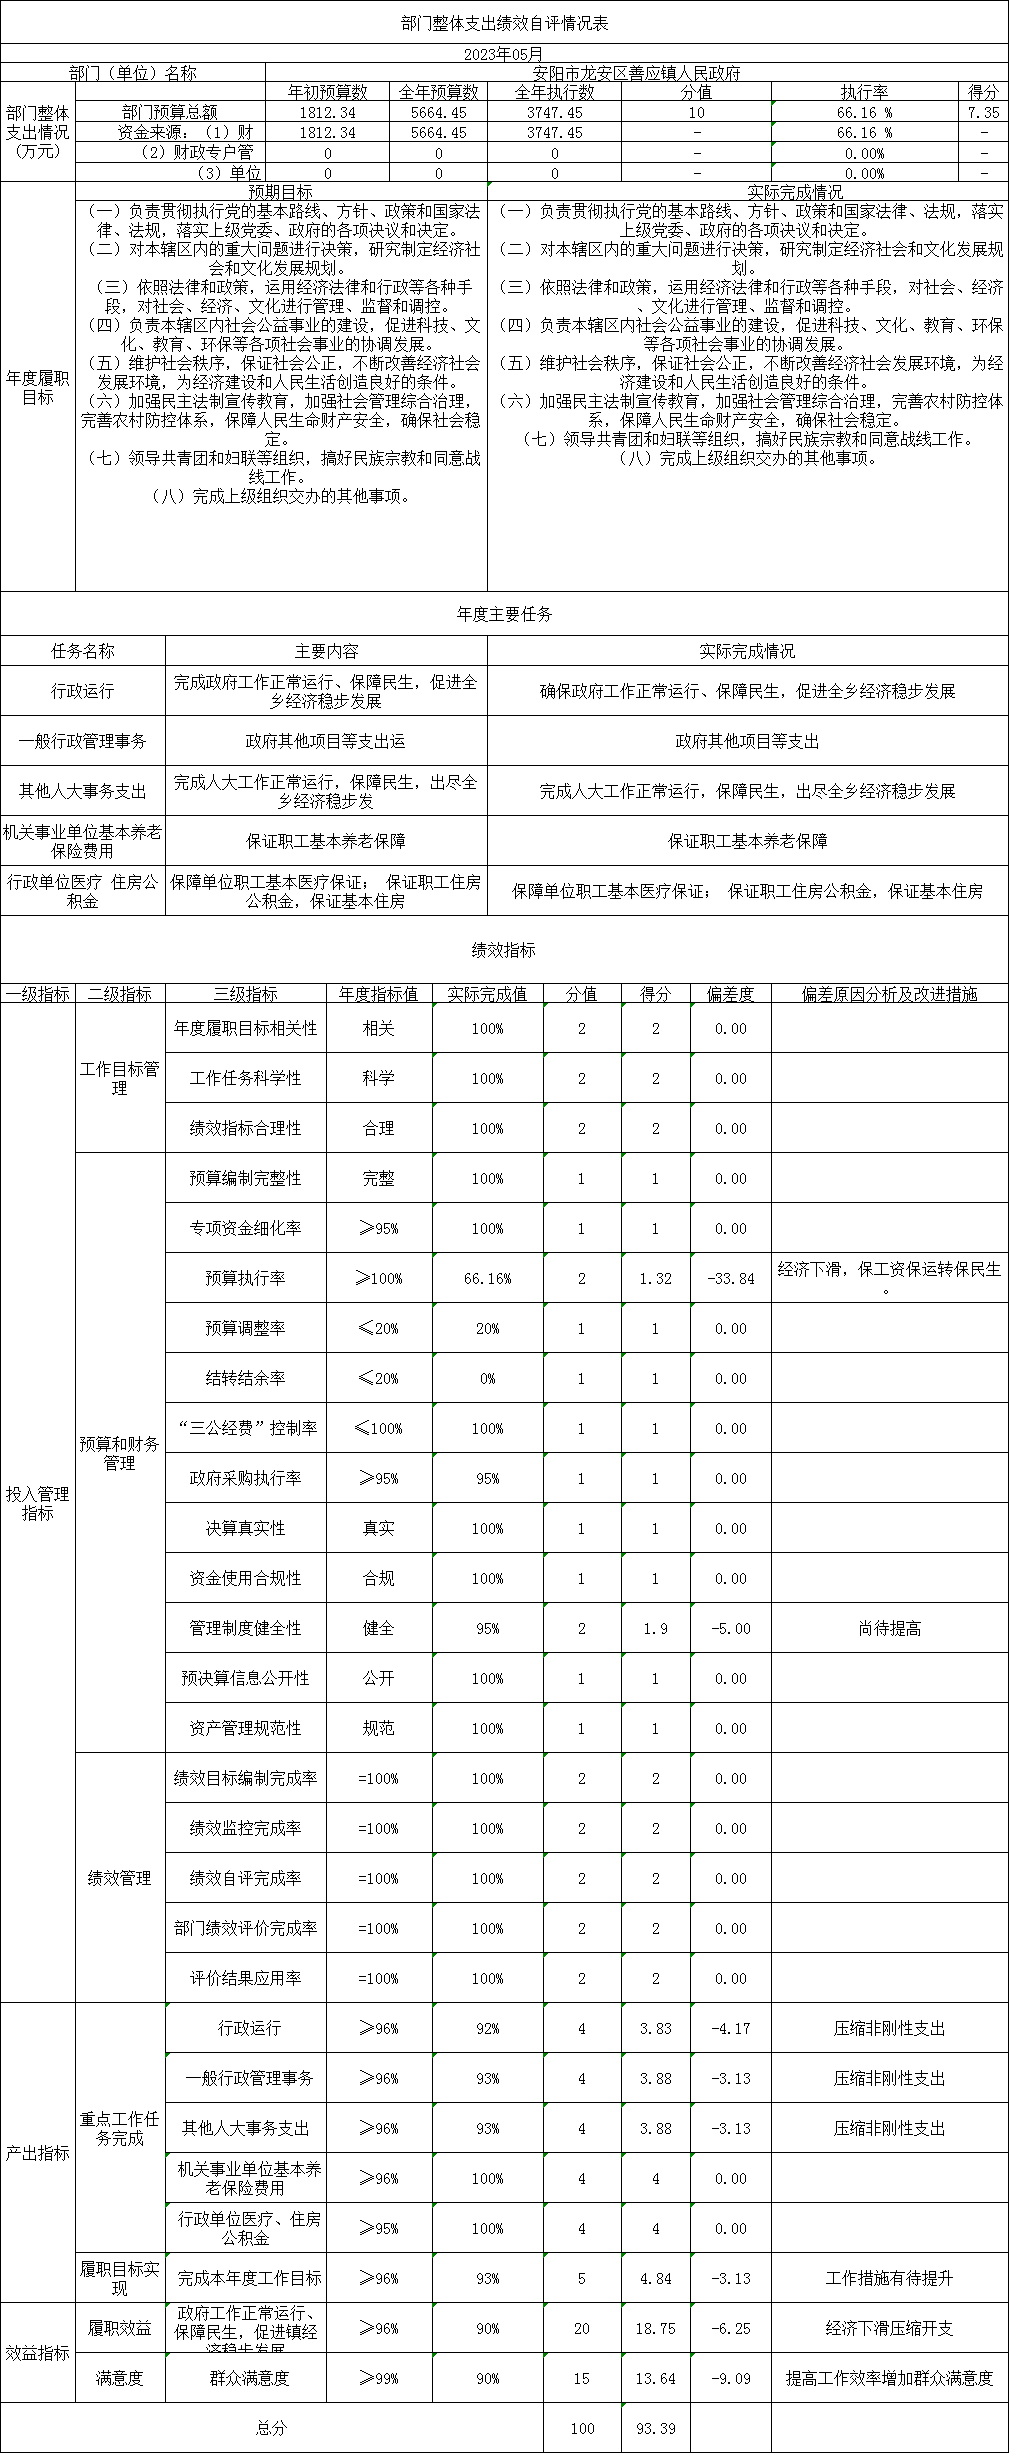 部门整体支出绩效自评情况表
2023年05月
部门（单位）名称 安阳市龙安区善应镇人民政府
部门整体支出情况(万元) 年初预算数 全年预算数 全年执行数 分值 执行率 得分
部门预算总额 1812.34 5664.45 3747.45 10 66.16 % 7.35
资金来源：（1）财 1812.34 5664.45 3747.45 - 66.16 % -
（2）财政专户管 0 0 0 - 0.00% -
（3）单位 0 0 0 - 0.00% -
年度履职目标
预期目标
（一）负责贯彻执行党的基本路线、方针、政策和国家法
律、法规，落实上级党委、政府的各项决议和决定。
（二）对本辖区内的重大问题进行决策，研究制定经济社
会和文化发展规划。
（三）依照法律和政策，运用经济法律和行政等各种手
段，对社会、经济、文化进行管理、监督和调控。
（四）负责本辖区内社会公益事业的建设，促进科技、文
化、教育、环保等各项社会事业的协调发展。
（五）维护社会秩序，保证社会公正，不断改善经济社会
发展环境，为经济建设和人民生活创造良好的条件。
（六）加强民主法制宣传教育，加强社会管理综合治理，
完善农村防控体系，保障人民生命财产安全，确保社会稳
定。
（七）领导共青团和妇联等组织，搞好民族宗教和同意战
线工作。
（八）完成上级组织交办的其他事项。
实际完成情况
（一）负责贯彻执行党的基本路线、方针、政策和国家法律、法规，落实
上级党委、政府的各项决议和决定。
（二）对本辖区内的重大问题进行决策，研究制定经济社会和文化发展规
划。
（三）依照法律和政策，运用经济法律和行政等各种手段，对社会、经济
、文化进行管理、监督和调控。
（四）负责本辖区内社会公益事业的建设，促进科技、文化、教育、环保
等各项社会事业的协调发展。
（五）维护社会秩序，保证社会公正，不断改善经济社会发展环境，为经
济建设和人民生活创造良好的条件。
（六）加强民主法制宣传教育，加强社会管理综合治理，完善农村防控体
系，保障人民生命财产安全，确保社会稳定。
（七）领导共青团和妇联等组织，搞好民族宗教和同意战线工作。
（八）完成上级组织交办的其他事项。
年度主要任务
任务名称 主要内容 实际完成情况
行政运行 完成政府工作正常运行、保障民生，促进全乡经济稳步发展 确保政府工作正常运行、保障民生，促进全乡经济稳步发展
一般行政管理事务 政府其他项目等支出运 政府其他项目等支出
其他人大事务支出 完成人大工作正常运行，保障民生，出尽全乡经济稳步发 完成人大工作正常运行，保障民生，出尽全乡经济稳步发展
机关事业单位基本养老保险费用 保证职工基本养老保障 保证职工基本养老保障
行政单位医疗 住房公积金 保障单位职工基本医疗保证； 保证职工住房公积金，保证基本住房 保障单位职工基本医疗保证； 保证职工住房公积金，保证基本住房
绩效指标
一级指标 二级指标 三级指标 年度指标值 实际完成值 分值 得分 偏差度 偏差原因分析及改进措施
投入管理指标
工作目标管理
年度履职目标相关性 相关 100% 2 2 0.00
工作任务科学性 科学 100% 2 2 0.00
绩效指标合理性 合理 100% 2 2 0.00
预算和财务管理
预算编制完整性 完整 100% 1 1 0.00
专项资金细化率 ≥95% 100% 1 1 0.00
预算执行率 ≥100% 66.16% 2 1.32 -33.84 经济下滑，保工资保运转保民生。
预算调整率 ≤20% 20% 1 1 0.00
结转结余率 ≤20% 0% 1 1 0.00
“三公经费”控制率 ≤100% 100% 1 1 0.00
政府采购执行率 ≥95% 95% 1 1 0.00
决算真实性 真实 100% 1 1 0.00
资金使用合规性 合规 100% 1 1 0.00
管理制度健全性 健全 95% 2 1.9 -5.00 尚待提高
预决算信息公开性 公开 100% 1 1 0.00
资产管理规范性 规范 100% 1 1 0.00
绩效管理
绩效目标编制完成率 =100% 100% 2 2 0.00
绩效监控完成率 =100% 100% 2 2 0.00
绩效自评完成率 =100% 100% 2 2 0.00
部门绩效评价完成率 =100% 100% 2 2 0.00
评价结果应用率 =100% 100% 2 2 0.00
产出指标
重点工作任务完成
行政运行 ≥96% 92% 4 3.83 -4.17 压缩非刚性支出
一般行政管理事务 ≥96% 93% 4 3.88 -3.13 压缩非刚性支出
其他人大事务支出 ≥96% 93% 4 3.88 -3.13 压缩非刚性支出
机关事业单位基本养老保险费用 ≥96% 100% 4 4 0.00
行政单位医疗、住房公积金 ≥95% 100% 4 4 0.00
履职目标实现 完成本年度工作目标 ≥96% 93% 5 4.84 -3.13 工作措施有待提升
效益指标
履职效益 政府工作正常运行、保障民生，促进镇经济稳步发展 ≥96% 90% 20 18.75 -6.25 经济下滑压缩开支
满意度 群众满意度 ≥99% 90% 15 13.64 -9.09 提高工作效率增加群众满意度
总分 100 93.39